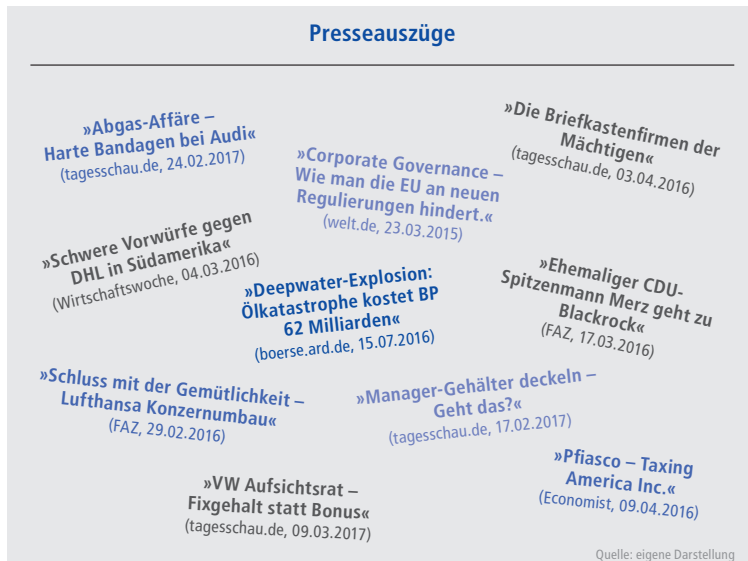 Presseauszüge
»Abgas-Affäre –
Harte Bandagen bei Audi«
(tagesschau.de, 24.02.2017)
»Die Briefkastenfirmen der
Mächtigen«
(tagesschau.de, 03.04.2016)
»Corporate Governance –
Wie man die EU an neuen
Regulierungen hindert.«
(welt.de, 23.03.2015)
»Schwere Vorwürfe gegen
DHL in Südamerika«
(Wirtschaftswoche, 04.03.2016)
»Deepwater-Explosion:
Ölkatastrophe kostet BP
62 Milliarden«
(boerse.ard.de, 15.07.2016)
»Ehemaliger CDU-
Spitzenmann Merz geht zu
Blackrock«
(FAZ, 17.03.2016)
»Schluss mit der Gemütlichkeit –
Lufthansa Konzernumbau«
(FAZ, 29.02.2016)
»Manager-Gehälter deckeln –
Geht das?«
(tagesschau.de, 17.02.2017)
»Pfiasco – Taxing
America Inc.«
(Economist, 09.04.2016)
»VW Aufsichtsrat –
Fixgehalt statt Bonus«
(tagesschau.de, 09.03.2017)
Quelle: eigene Darstellung